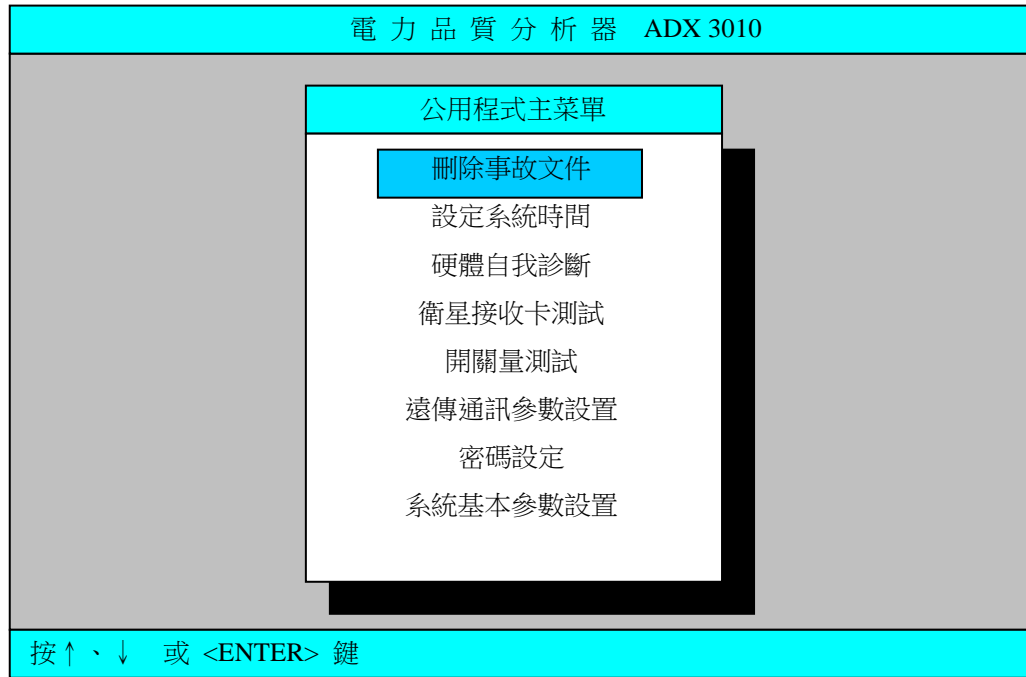 電力品質分析器 ADX 3010
公用程式主菜單
刪除事故文件
設定系統時間
硬體自我診斷
衛星接收卡測試
開關量測試
遠傳通訊參數設置
密碼設定
系統基本參數設置
按↑、↓ 或 <ENTER> 鍵